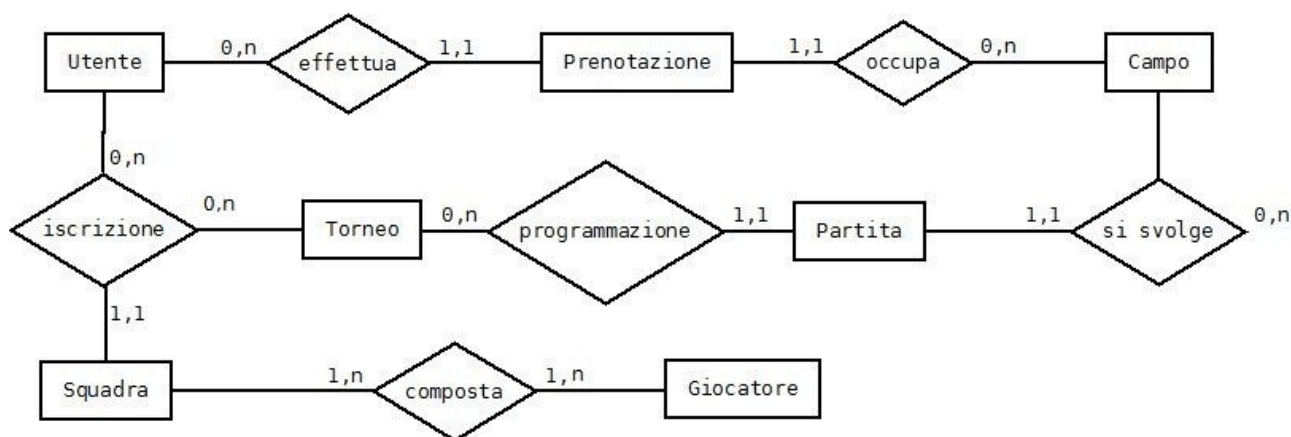 Utente 0,n effettua 1,1 Prenotazione 1,1 occupa 0,n Campo
0,n
iscrizione 0,n Torneo 0,n programmazione 1,1 Partita 1,1 si svolge 0,n
1,1
Squadra 1,n composta 1,n Giocatore